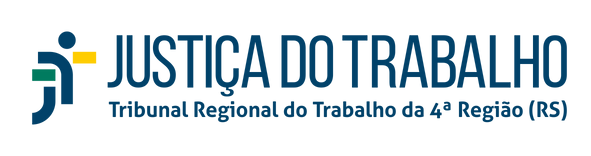 JUSTIÇA DO TRABALHO
Tribunal Regional do Trabalho da 4ª Região (RS)